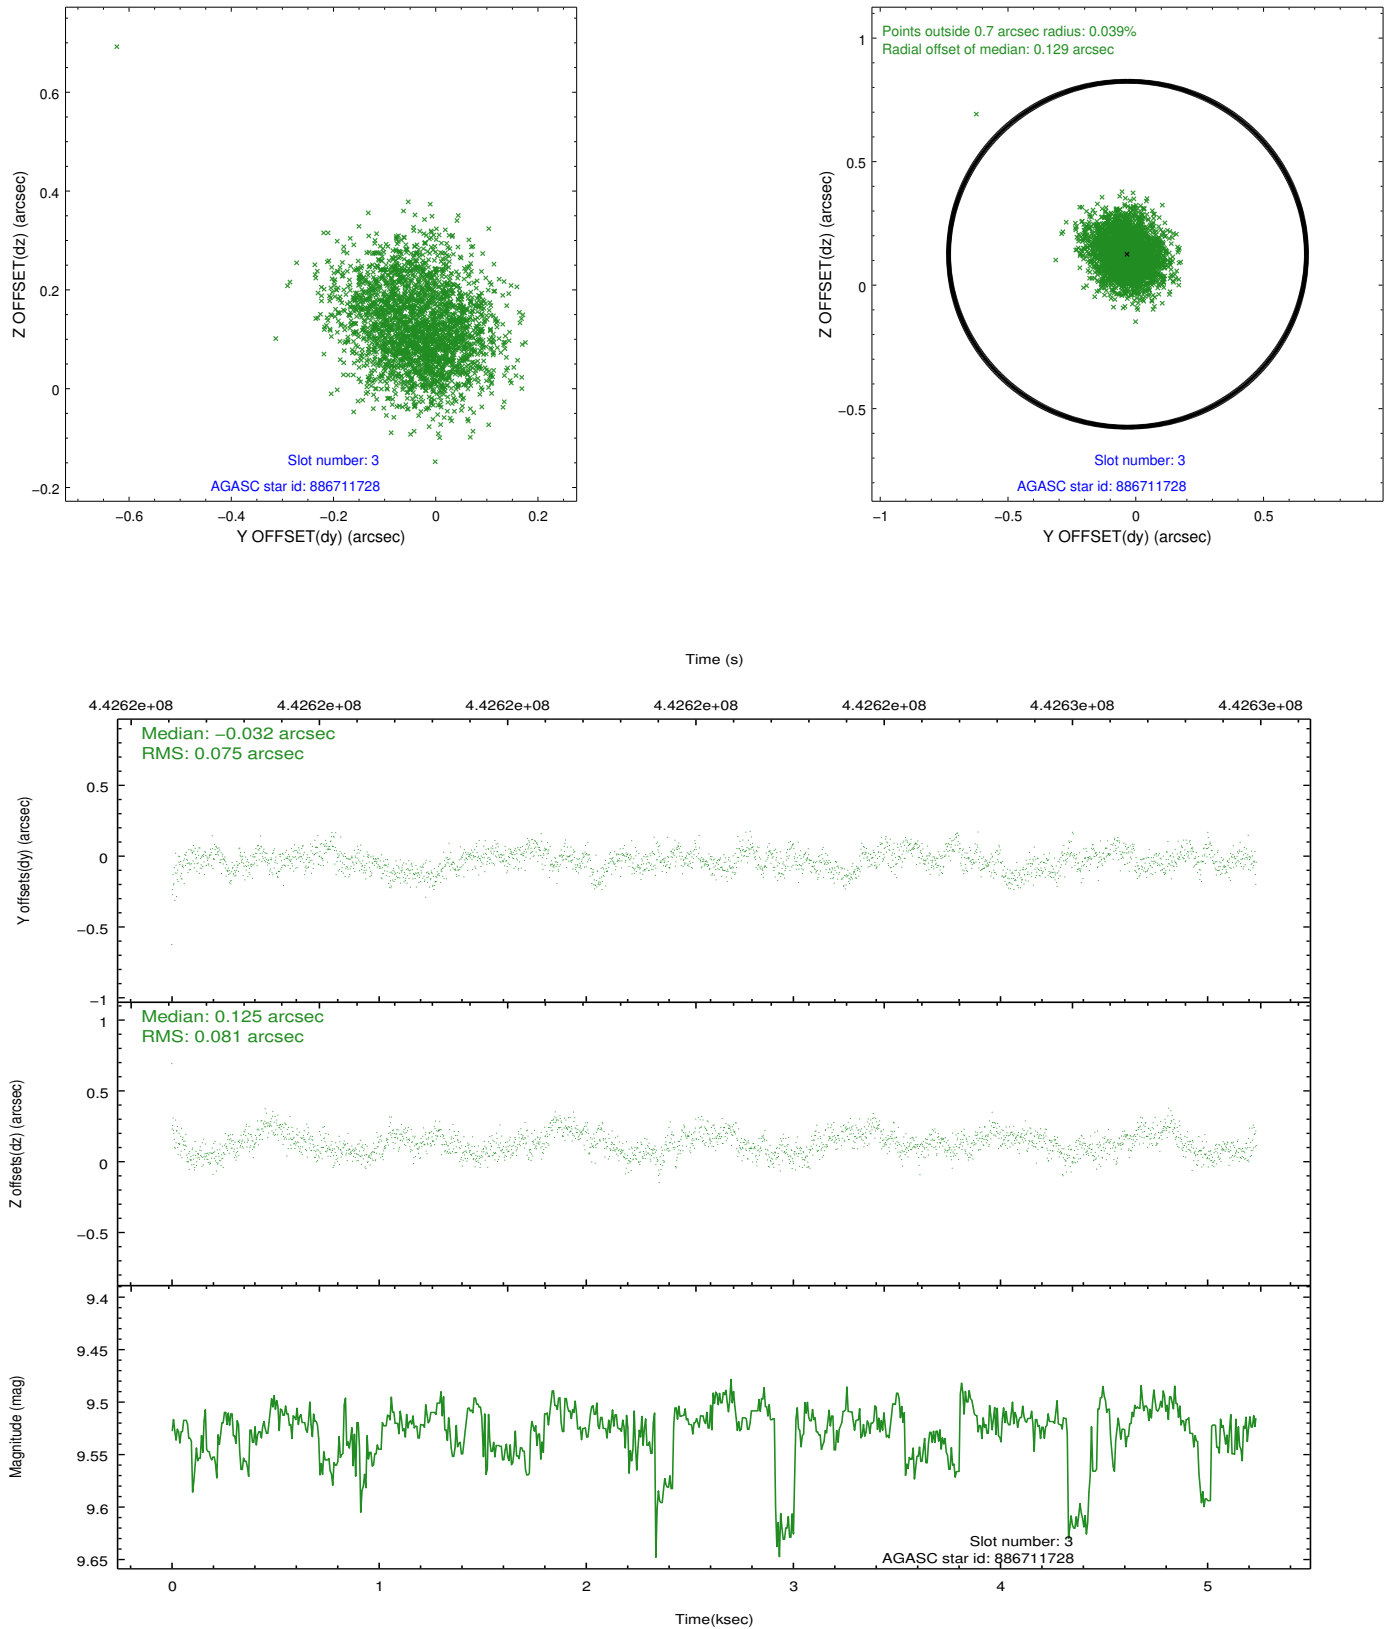 0.6
0.4
0.2
0
−0.2
Z OFFSET(dz) (arcsec)
Slot number: 3
AGASC star id: 886711728
−0.6
−0.4
−0.2
0
0.2
Y OFFSET(dy) (arcsec)
Points outside 0.7 arcsec radius: 0.039%
Radial offset of median: 0.129 arcsec
1
0.5
0
−0.5
Z OFFSET(dz) (arcsec)
Slot number: 3
AGASC star id: 886711728
−1
−0.5
0
0.5
Y OFFSET(dy) (arcsec)
Time (s)
4.4262e+08
4.4262e+08
4.4262e+08
4.4262e+08
4.4262e+08
4.4263e+08
4.4263e+08
Median: −0.032 arcsec
RMS: 0.075 arcsec
0.5
0
−0.5
−1
Y offsets(dy) (arcsec)
Median: 0.125 arcsec
RMS: 0.081 arcsec
1
0.5
0
−0.5
Z offsets(dz) (arcsec)
9.4
9.45
9.5
9.55
9.6
9.65
Magnitude (mag)
Slot number: 3
AGASC star id: 886711728
0
1
2
3
4
5
Time(ksec)